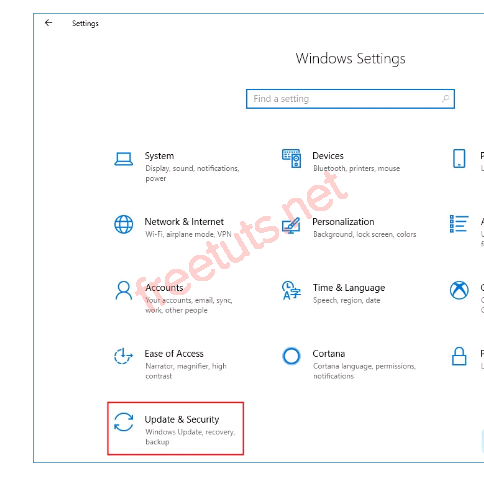 Settings
Windows Settings
Find a setting
System
Display, sound, notifications,
power
Devices
Bluetooth, printers, mouse
Network & Internet
Wi-Fi, airplane mode, VPN
Personalization
Background, lock screen, colors
Accounts
Your accounts, email, sync,
work, other people
Time & Language
Speech, region, date
Ease of Access
Narrator, magnifier, high
contrast
Cortana
Cortana language, permissions,
notifications
Update & Security
Windows Update, recovery,
backup
freetuts.net